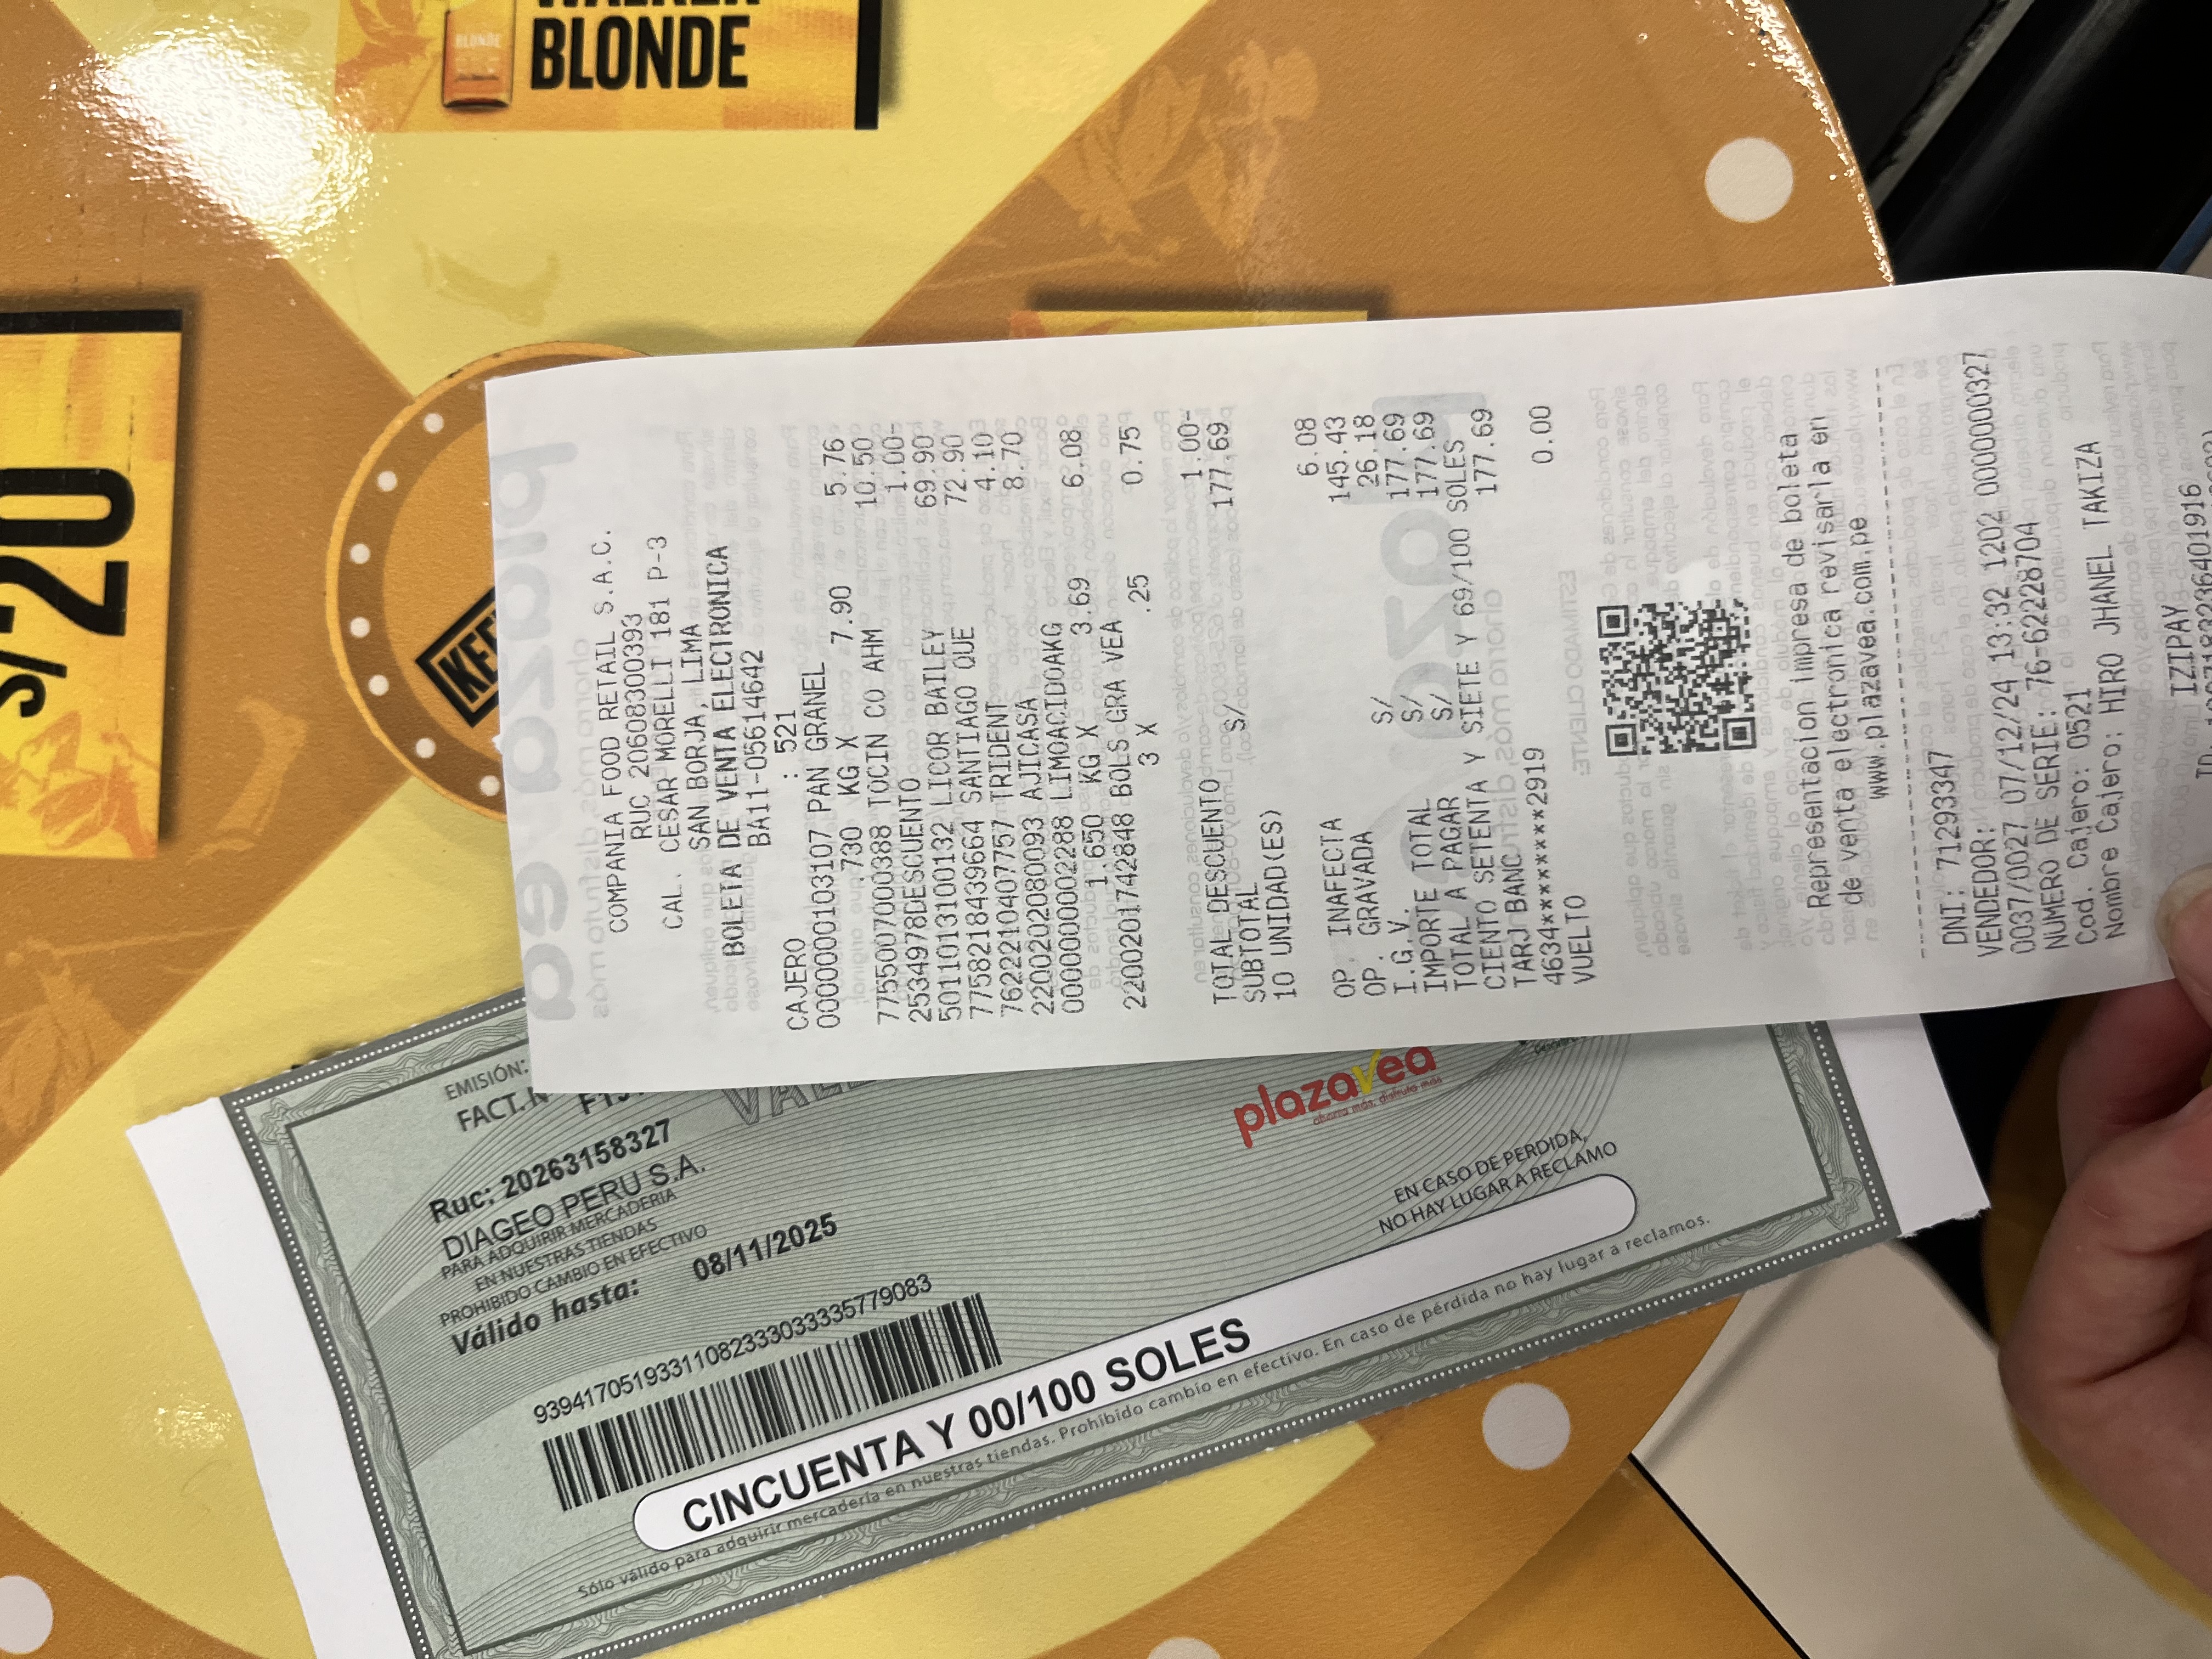 S/20
KEEP
BLONDE
EMISIÓN:
FACT.N
Ruc: 20263158327
DIAGEO PERU S.A.
PARA ADQUIRIR MERCADERIA
EN NUESTRAS TIENDAS
PROHIBIDO CAMBIO EN EFECTIVO
Válido hasta: 08/11/2025
CINCUENTA Y 00/100 SOLES
Sólo válido para adquirir mercadería en nuestras tiendas. Prohibido cambio en efectivo. En caso de pérdida no hay lugar a reclamos.
EN CASO DE PERDIDA,
NO HAY LUGAR A RECLAMO
plazavea
ahorra más, disfruta más
plaza vea
ahorra más, disfruta más
COMPANIA FOOD RETAIL S.A.C.
RUC 20608300393
CAL. CESAR MORELLI 181 P-3
SAN BORJA, LIMA
BOLETA DE VENTA ELECTRONICA
BA11-05614642
CAJERO : 521
0000000103107 PAN GRANEL
.730 KG X 7.90 5.76
7755007000388 TOCIN CO AHM 10.50
2534978DESCUENTO 1.00-
5011013100132 LICOR BAILEY 69.90
7758218439664 SANTIAGO QUE 72.90
7622210407757 TRIDENT 4.10
2200202080093 AJICASA 8.70
0000000002288 LIMOACIDOAKG
1.650 KG X 3.69 6.08
2200201742848 BOLS GRA VEA
3 X .25 0.75
TOTAL DESCUENTO 1.00-
SUBTOTAL S/ 177.69
10 UNIDAD(ES)
OP. INAFECTA 6.08
OP. GRAVADA 145.43
I.G.V. S/ 26.18
IMPORTE TOTAL S/ 177.69
TOTAL A PAGAR S/ 177.69
CIENTO SETENTA Y SIETE Y 69/100 SOLES
TARJ BANC 177.69
4634********2919
VUELTO 0.00
Representacion impresa de boleta
de venta electronica revisarla en
www.plazavea.com.pe
DNI: 71293347
VENDEDOR:
0037/0027 07/12/24 13:32 1202 0000000327
NUMERO DE SERIE: 76-62228704
Cod. Cajero: 0521
Nombre Cajero: HIRO JHANEL TAKIZA
IZIPAY